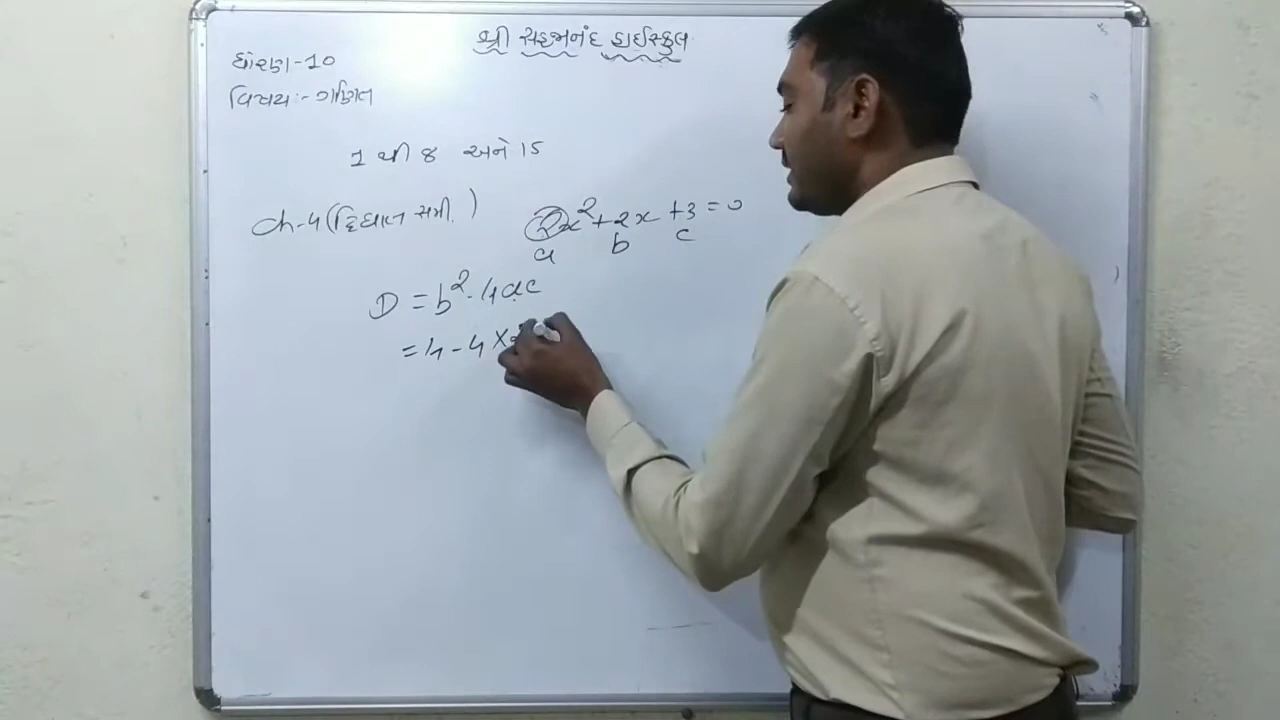 શ્રી સહજાનંદ હાઈસ્કુલ
ધોરણ-10
વિષય:- ગણિત
1 થી 8 અને 15
ch-4 (દ્વિઘાત સમી.)
2x²+2x+3=0
a b c
D = b²-4ac
= 4-4×2